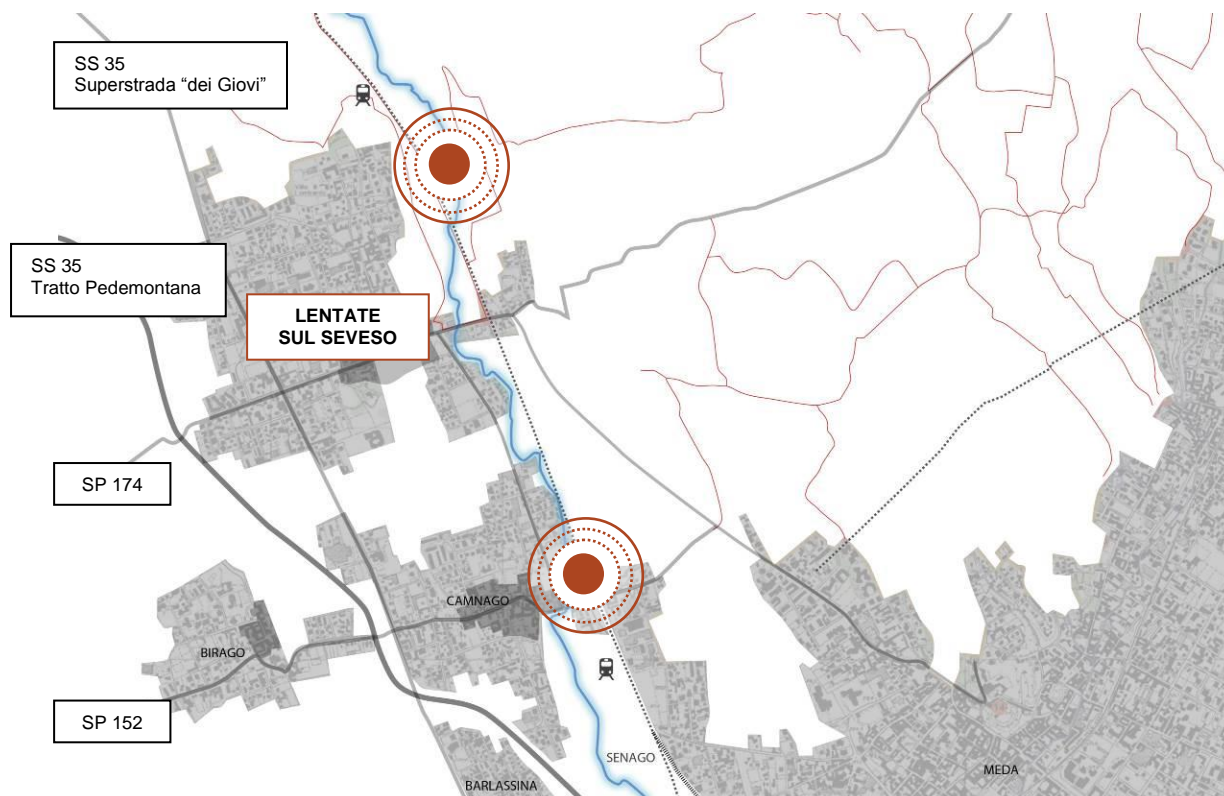 SS 35
Superstrada “dei Giovi”
SS 35
Tratto Pedemontana
LENTATE
SUL SEVESO
SP 174
CAMNAGO
BIRAGO
SP 152
SENAGO
BARLASSINA
MEDA